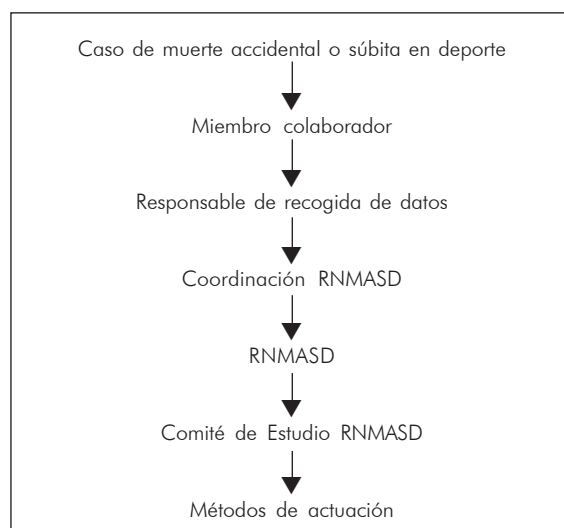 Caso de muerte accidental o súbita en deporte
Miembro colaborador
Responsable de recogida de datos
Coordinación RNMASD
RNMASD
Comité de Estudio RNMASD
Métodos de actuación